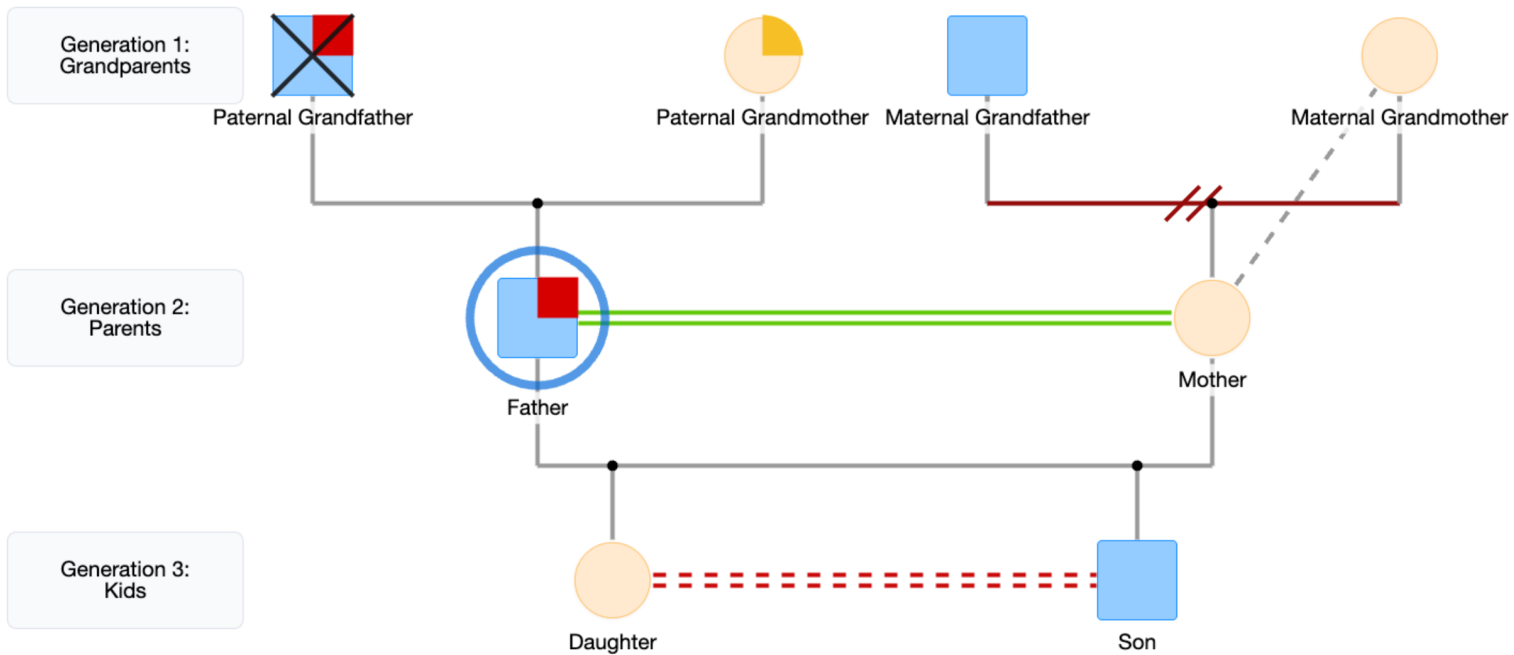 Generation 1:
Grandparents
Paternal Grandfather
Paternal Grandmother
Maternal Grandfather
Maternal Grandmother
Generation 2:
Parents
Father
Mother
Generation 3:
Kids
Daughter
Son